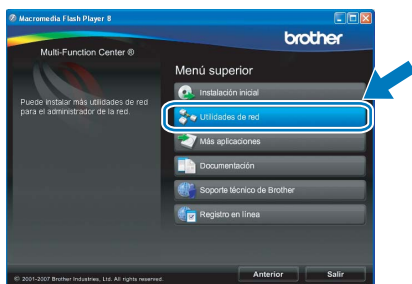 Macromedia Flash Player 8
brother
Multi-Function Center ®
Menú superior
Puede instalar más utilidades de red
para el administrador de la red.
Instalación inicial
Utilidades de red
Más aplicaciones
Documentación
Soporte técnico de Brother
Registro en línea
© 2001-2007 Brother Industries, Ltd. All rights reserved.
Anterior
Salir